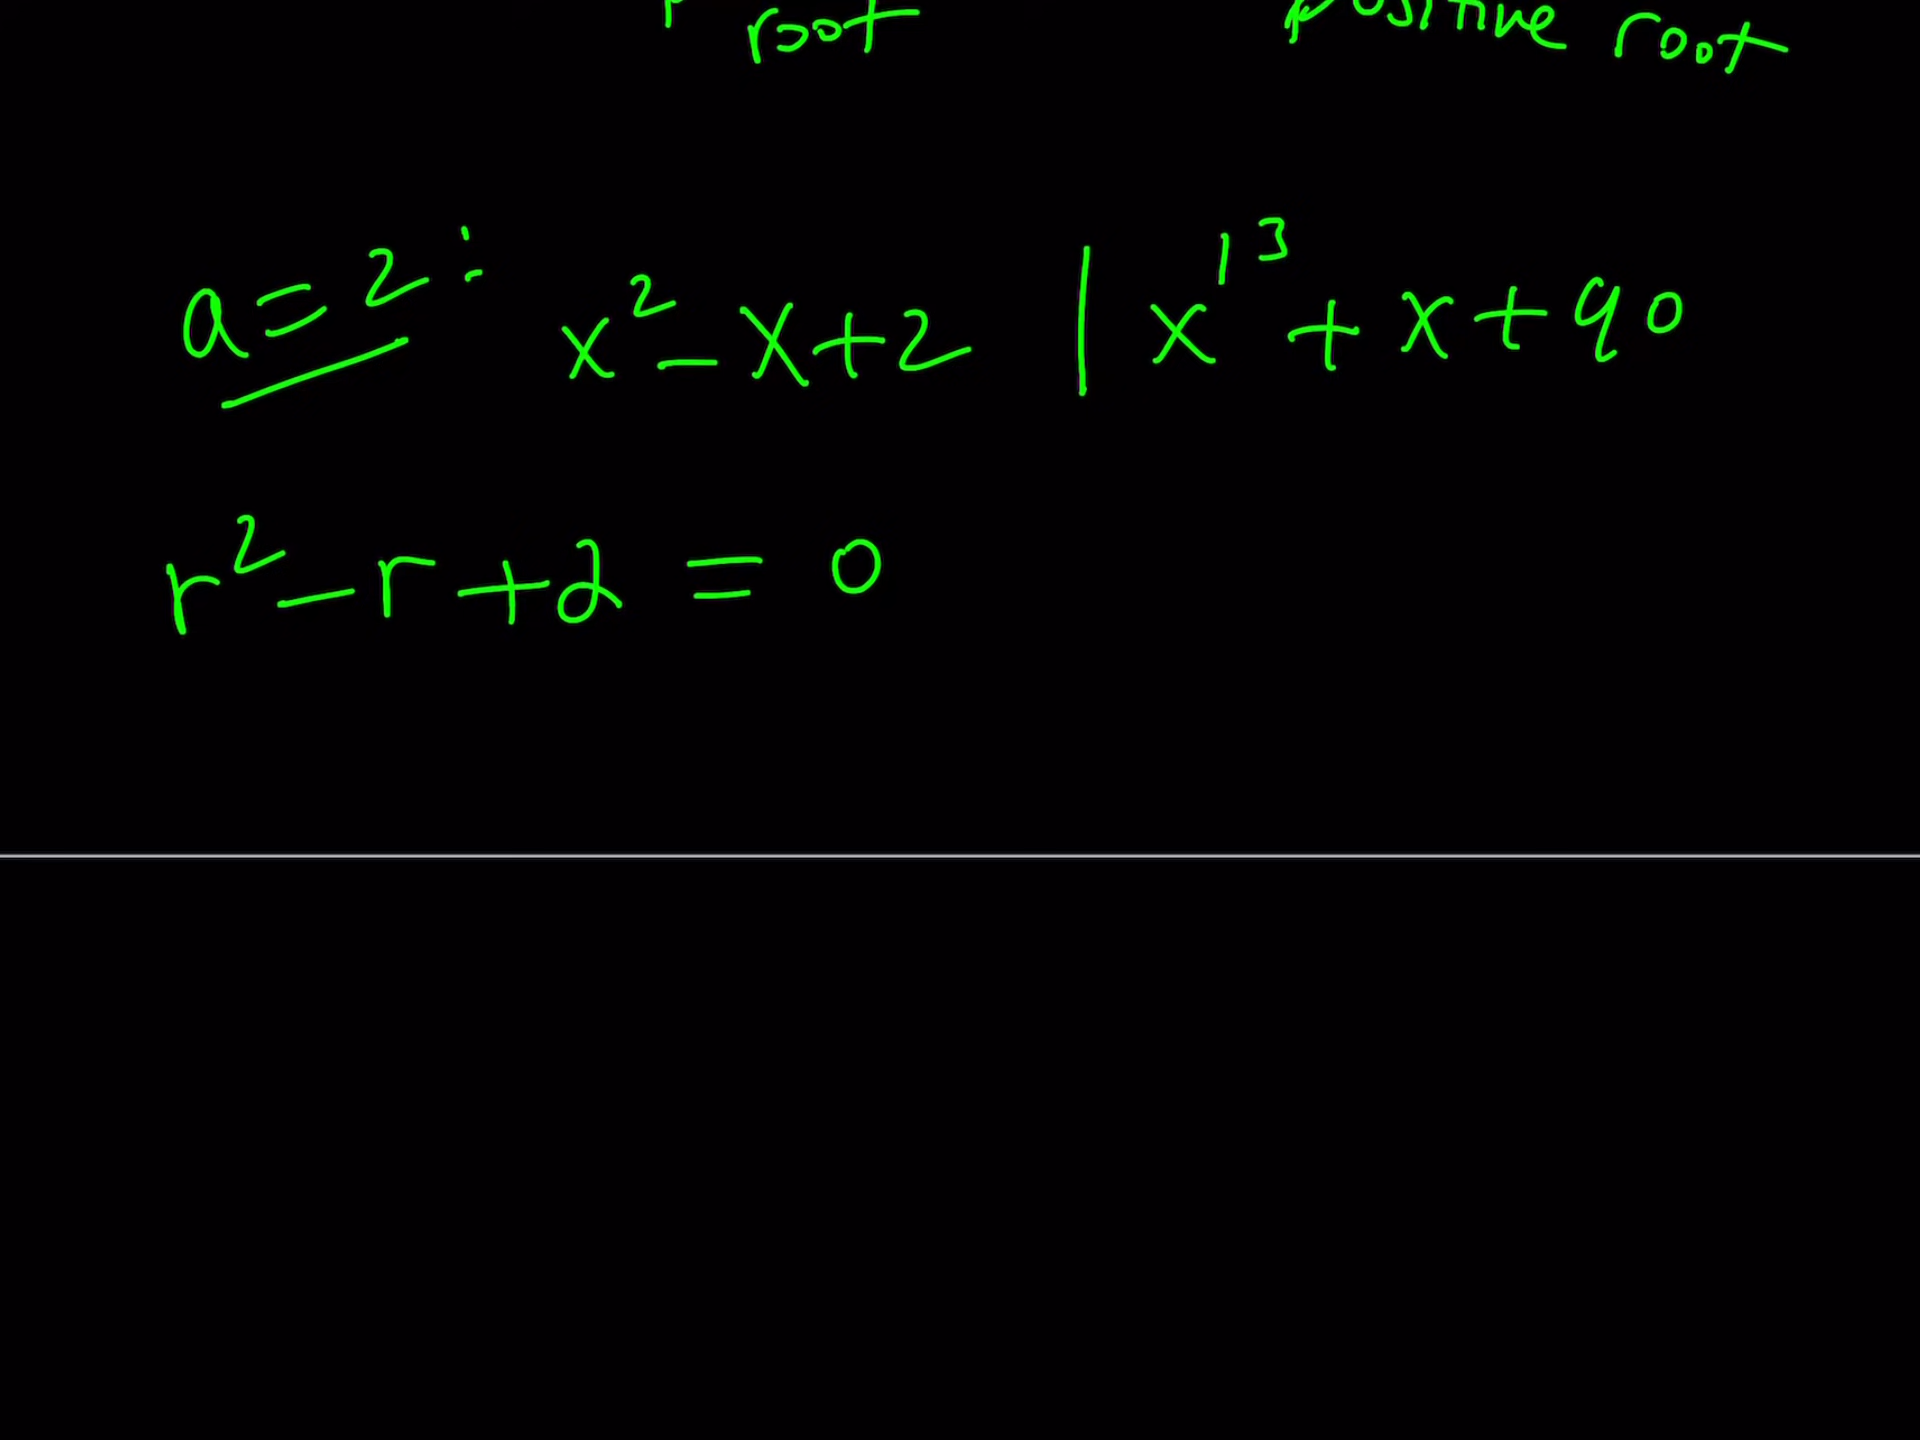 root positive root
a=2: x²-x+2 | x¹³+x+90
r²-r+2=0